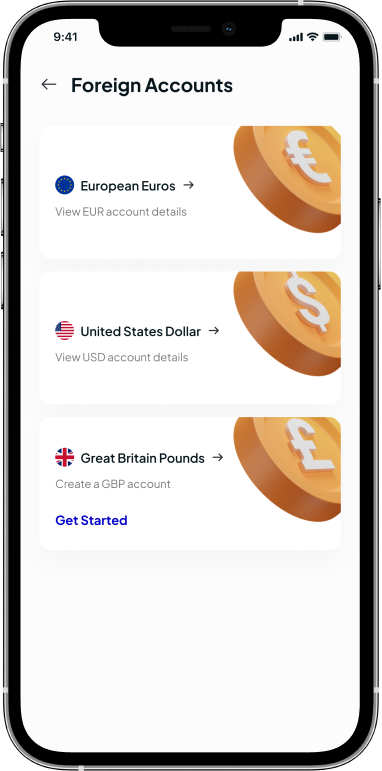 9:41
Foreign Accounts
European Euros
View EUR account details
United States Dollar
View USD account details
Great Britain Pounds
Create a GBP account
Get Started